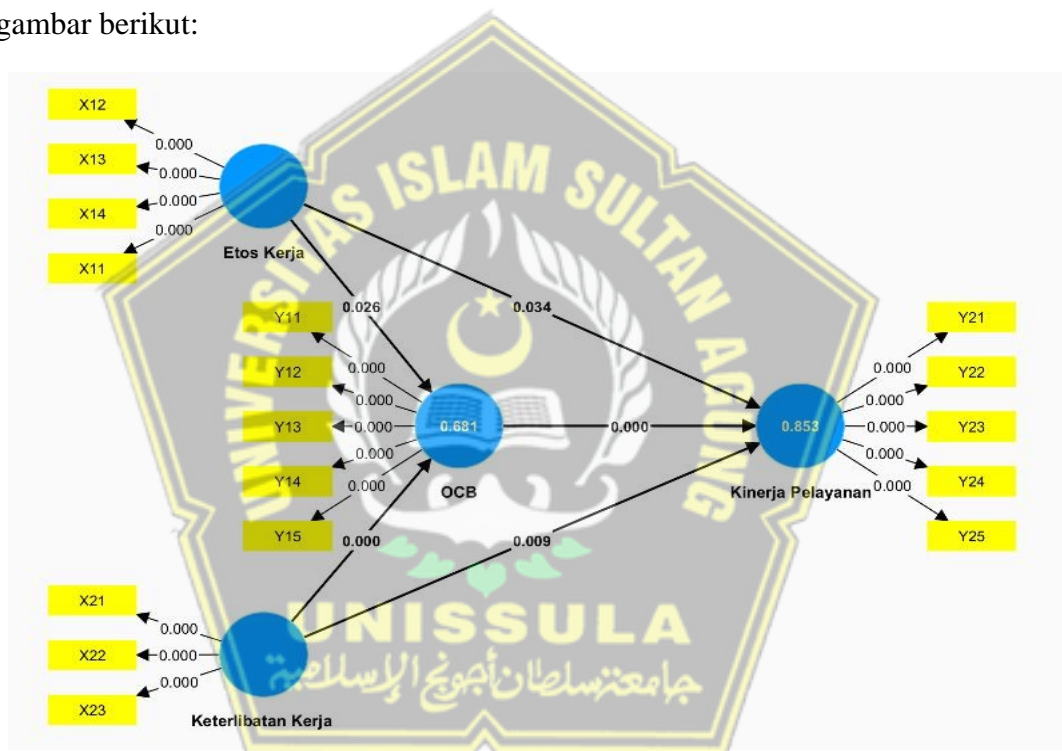 gambar berikut:
X12
0.000
X13
0.000
X14
0.000
X11
0.000
Etos Kerja
0.026
0.034
Y11
0.000
Y12
0.000
Y13
0.000
Y14
0.000
Y15
0.681
OCB
0.000
0.000
0.853
Kinerja Pelayanan
0.000
Y21
0.000
Y22
0.000
Y23
0.000
Y24
0.000
Y25
0.000
0.009
X21
0.000
X22
0.000
X23
0.000
Keterlibatan Kerja
UNIVERSITAS ISLAM SULTAN AGUNG
UNISSULA
جامعتسلطان أجونج الإسلامية